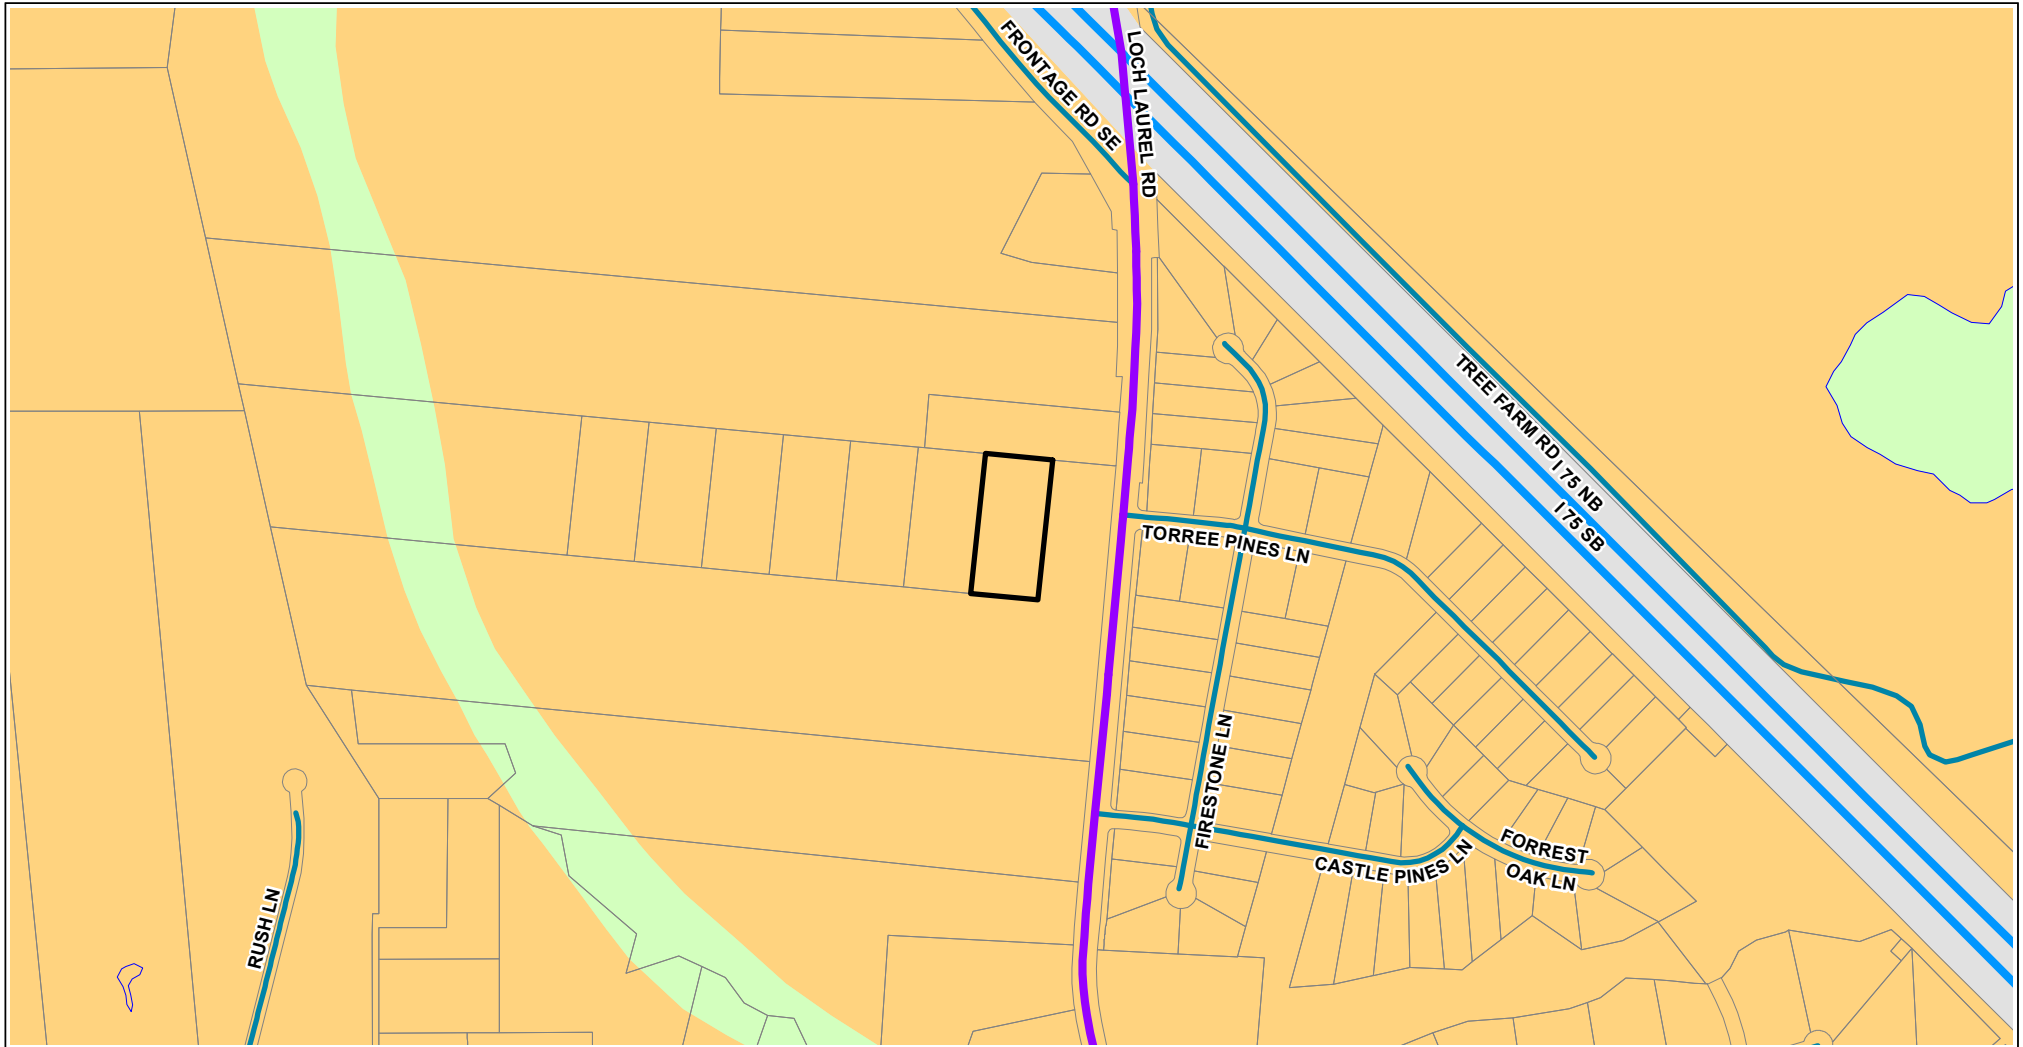 FRONTAGE RD SE
LOCH LAUREL RD
TREE FARM RD
I 75 NB
I 75 SB
TORREE PINES LN
FIRESTONE LN
CASTLE PINES LN
FORREST
OAK LN
RUSH LN